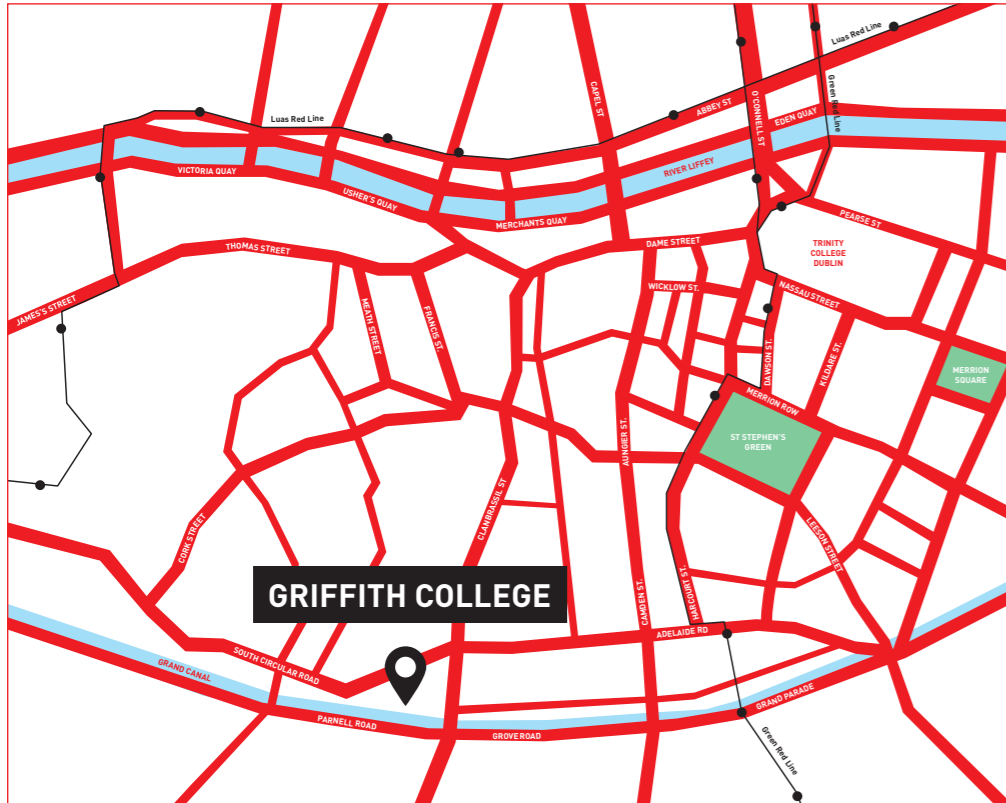 Luas Red Line
Green Red Line
O'CONNELL ST
CAPEL ST
ABBEY ST
Luas Red Line
EDEN QUAY
RIVER LIFFEY
VICTORIA QUAY
USHER'S QUAY
MERCHANTS QUAY
PEARSE ST
THOMAS STREET
DAME STREET
TRINITY
COLLEGE
DUBLIN
WICKLOW ST.
NASSAU STREET
JAMES'S STREET
MEATH STREET
FRANCIS ST.
DAWSON ST.
KILDARE ST.
MERRION
SQUARE
MERRION ROW
ST STEPHEN'S
GREEN
AUNGIER ST.
CLANBRASSIL ST
CORK STREET
LEESON STREET
HARCOURT ST.
CAMDEN ST.
GRIFFITH COLLEGE
ADELAIDE RD
SOUTH CIRCULAR ROAD
GRAND CANAL
PARNELL ROAD
GROVE ROAD
GRAND PARADE
Green Red Line